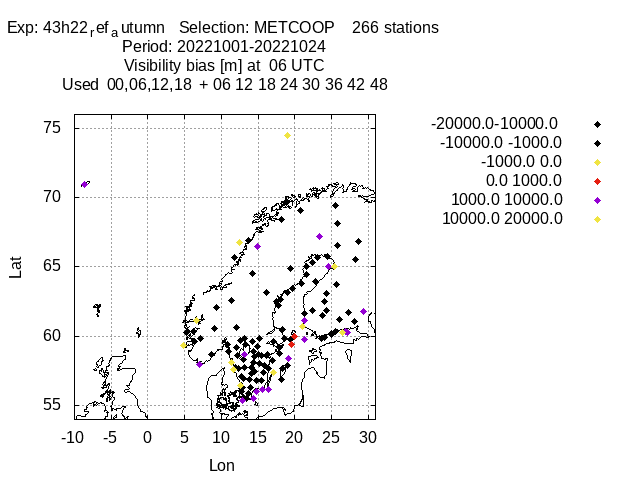 Exp: 43h22ref_autumn Selection: METCOOP 266 stations
Period: 20221001-20221024
Visibility bias [m] at 06 UTC
Used 00,06,12,18 + 06 12 18 24 30 36 42 48
-20000.0-10000.0
-10000.0 -1000.0
-1000.0 0.0
0.0 1000.0
1000.0 10000.0
10000.0 20000.0
75
70
65
60
55
Lat
-10 -5 0 5 10 15 20 25 30
Lon